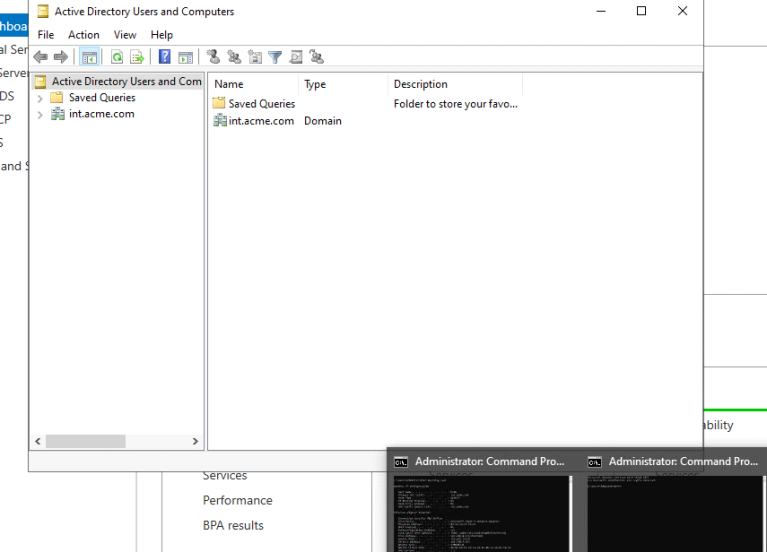 Active Directory Users and Computers
File Action View Help
Active Directory Users and Com
Saved Queries
int.acme.com
Name Type Description
Saved Queries Folder to store your favo...
int.acme.com Domain
hboa
al Ser
Server
DS
CP
S
and S
ability
Administrator: Command Pro...
Administrator: Command Pro...
Services
Performance
BPA results